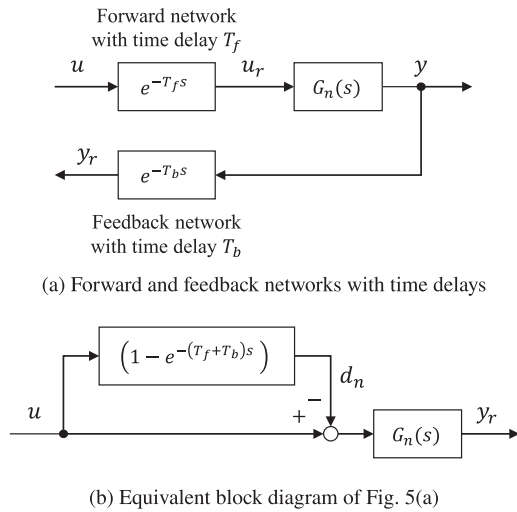 Forward network
with time delay T_f
u
e^{-T_f s}
u_r
G_n(s)
y
y_r
e^{-T_b s}
Feedback network
with time delay T_b
(a) Forward and feedback networks with time delays
(1 − e^{-(T_f+T_b)s})
d_n
u
+
−
G_n(s)
y_r
(b) Equivalent block diagram of Fig. 5(a)